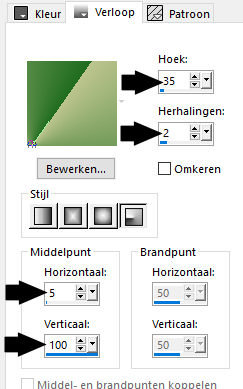 Kleur Verloop Patroon
Hoek:
35
Herhalingen:
2
Bewerken...
Omkeren
Stijl
Middelpunt Brandpunt
Horizontaal: Horizontaal:
5 50
Verticaal: Verticaal:
100 50
Middel- en brandpunten koppelen